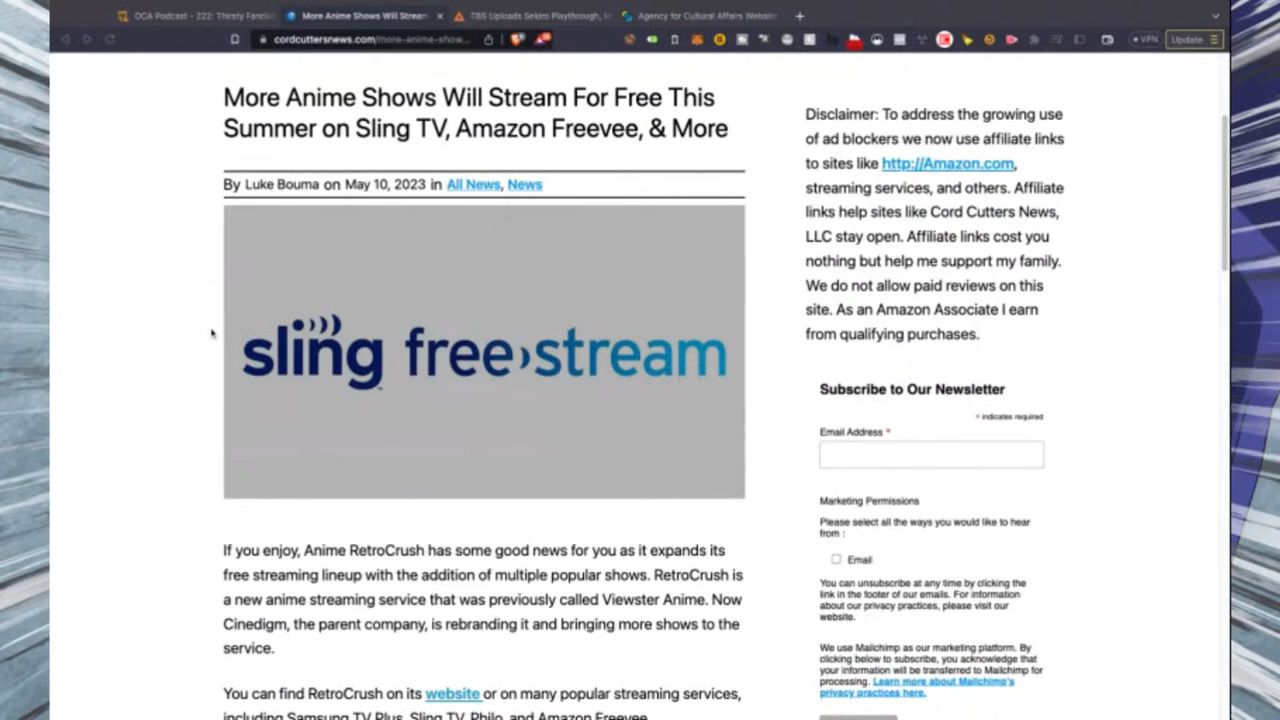 OCA Podcast - 222: Thirsty Fancli
More Anime Shows Will Stream
TBS Uploads Sekiro Playthrough,
Agency for Cultural Affairs Website
cordcuttersnews.com/more-anime-show...
VPN
Update
More Anime Shows Will Stream For Free This
Summer on Sling TV, Amazon Freevee, & More
By Luke Bouma on May 10, 2023 in All News, News
sling freestream
If you enjoy, Anime RetroCrush has some good news for you as it expands its
free streaming lineup with the addition of multiple popular shows. RetroCrush is
a new anime streaming service that was previously called Viewster Anime. Now
Cinedigm, the parent company, is rebranding it and bringing more shows to the
service.
You can find RetroCrush on its website or on many popular streaming services,
including Samsung TV Plus, Sling TV, Philo, and Amazon Freevee.
Disclaimer: To address the growing use
of ad blockers we now use affiliate links
to sites like http://Amazon.com,
streaming services, and others. Affiliate
links help sites like Cord Cutters News,
LLC stay open. Affiliate links cost you
nothing but help me support my family.
We do not allow paid reviews on this
site. As an Amazon Associate I earn
from qualifying purchases.
Subscribe to Our Newsletter
* indicates required
Email Address *
Marketing Permissions
Please select all the ways you would like to hear
from :
Email
You can unsubscribe at any time by clicking the
link in the footer of our emails. For information
about our privacy practices, please visit our
website.
We use Mailchimp as our marketing platform. By
clicking below to subscribe, you acknowledge that
your information will be transferred to Mailchimp for
processing. Learn more about Mailchimp's
privacy practices here.